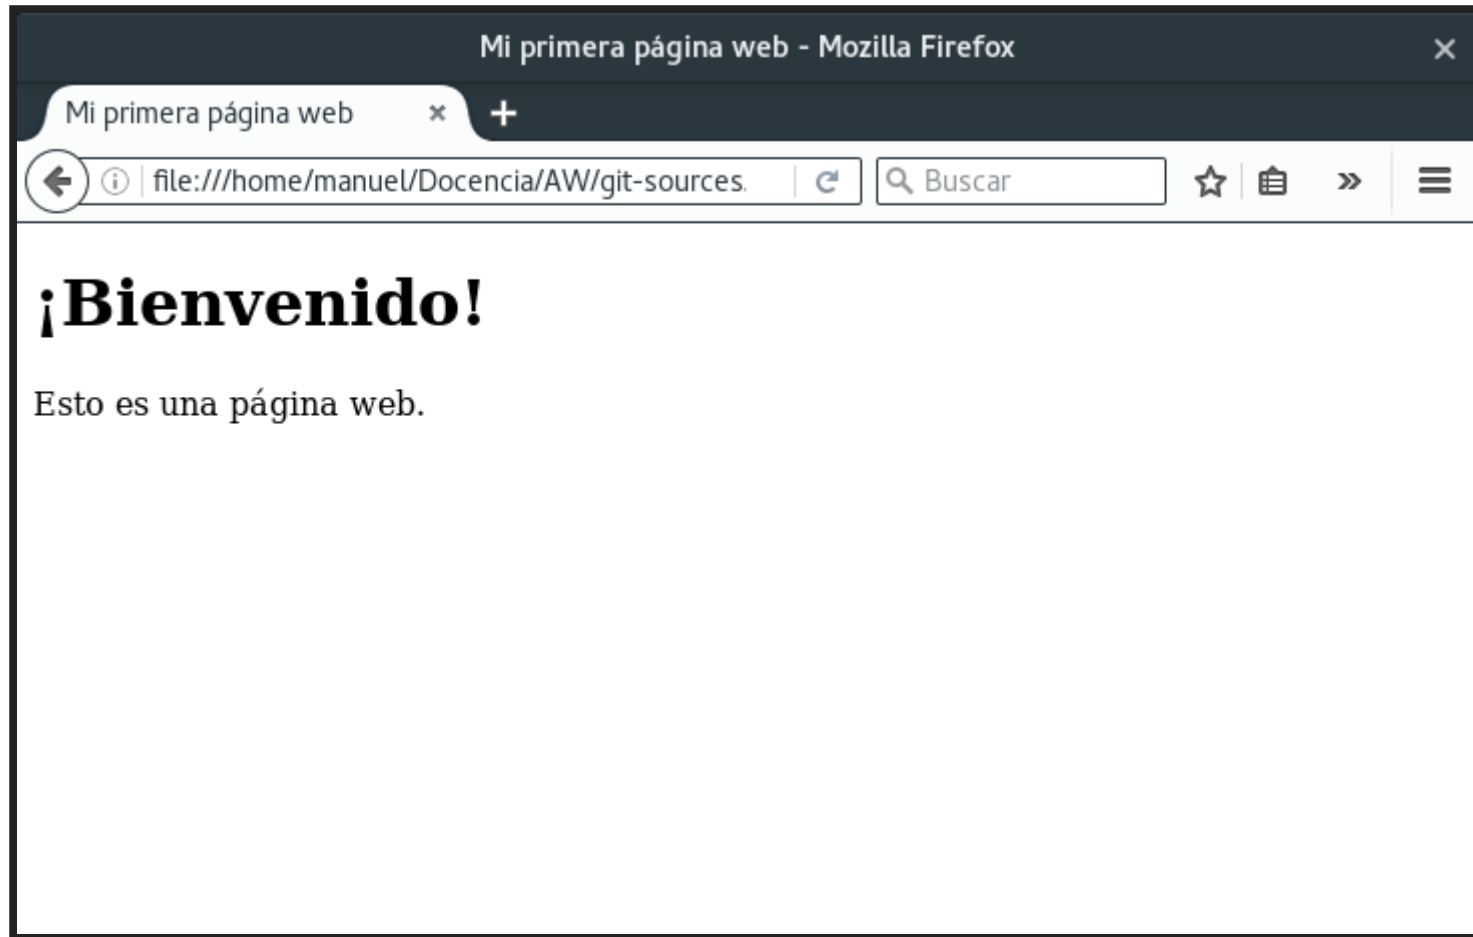 Mi primera página web - Mozilla Firefox
Mi primera página web
file:///home/manuel/Docencia/AW/git-sources
Buscar
¡Bienvenido!
Esto es una página web.